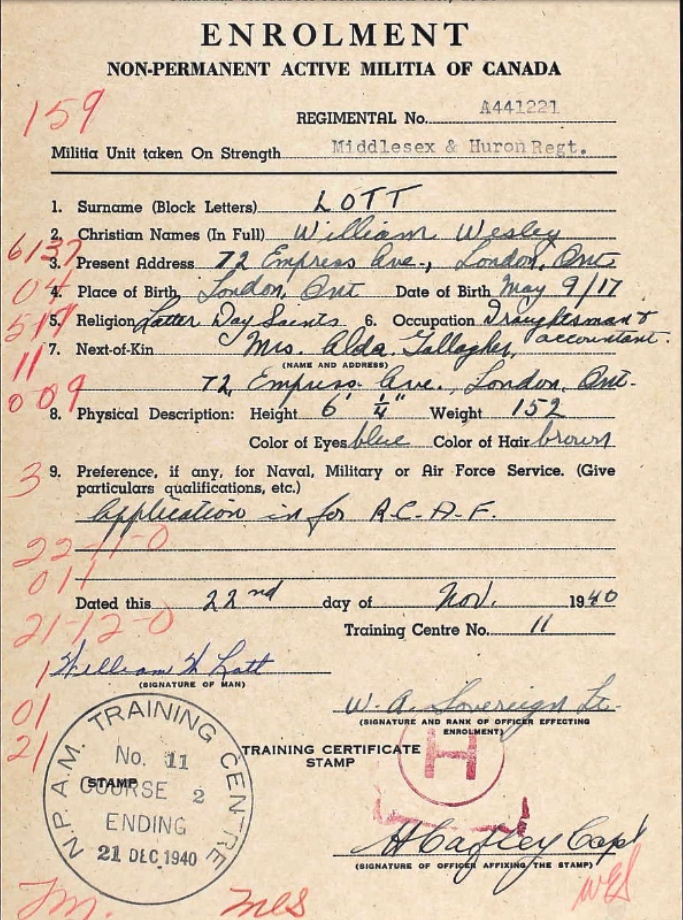 ENROLMENT
NON-PERMANENT ACTIVE MILITIA OF CANADA
159
REGIMENTAL No. A441221
Militia Unit taken On Strength Middlesex & Huron Regt.
1. Surname (Block Letters) LOTT
2. Christian Names (In Full) William Wesley
6137
3. Present Address 72 Empress Ave., London, Ont
04
4. Place of Birth London, Ont Date of Birth May 9/17
5. Religion Latter Day Saints 6. Occupation Draughtsman &
accountant.
7. Next-of-Kin Mrs. Alda Gallagher,
11
(NAME AND ADDRESS)
72, Empress Ave., London, Ont.
009
8. Physical Description: Height 6' ¼" Weight 152
Color of Eyes blue Color of Hair brown
3
9. Preference, if any, for Naval, Military or Air Force Service. (Give
particulars qualifications, etc.)
Application in for R.C.A.F.
22-11-0
011
Dated this 22nd day of Nov. 1940
21-12-0
Training Centre No. 11
1
William W Lott
(SIGNATURE OF MAN)
W. A. Sovereign Lt.
(SIGNATURE AND RANK OF OFFICER EFFECTING
ENROLMENT)
01
21
TRAINING CERTIFICATE
STAMP
H
N.P.A.M. TRAINING CENTRE
No. 11
STAMP
COURSE 2
ENDING
21 DEC 1940
Capt
(SIGNATURE OF OFFICER AFFIXING THE STAMP)